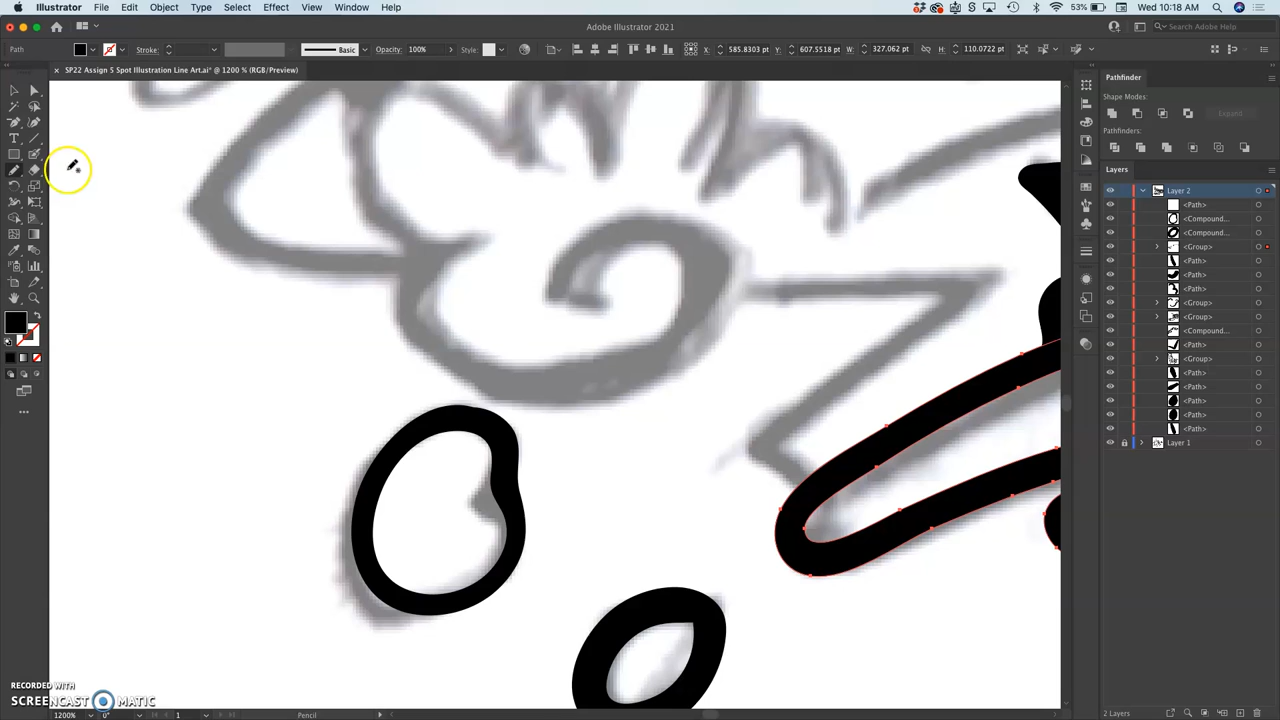 Illustrator File Edit Object Type Select Effect View Window Help 53% Wed 10:18 AM
Adobe Illustrator 2021
Search Adobe Help
Path Stroke: Basic Opacity: 100% Style: X: 585.8303 pt Y: 607.5518 pt W: 327.062 pt H: 110.0722 pt
SP22 Assign 5 Spot Illustration Line Art.ai* @ 1200 % (RGB/Preview)
Pathfinder
Shape Modes:
Expand
Pathfinders:
Layers
Layer 2
<Path>
<Compound...
<Compound...
<Group>
<Path>
<Path>
<Path>
<Group>
<Group>
<Compound...
<Path>
<Group>
<Path>
<Path>
<Path>
<Path>
<Path>
Layer 1
RECORDED WITH
SCREENCAST MATIC
1200% 0° 1 Pencil
2 Layers